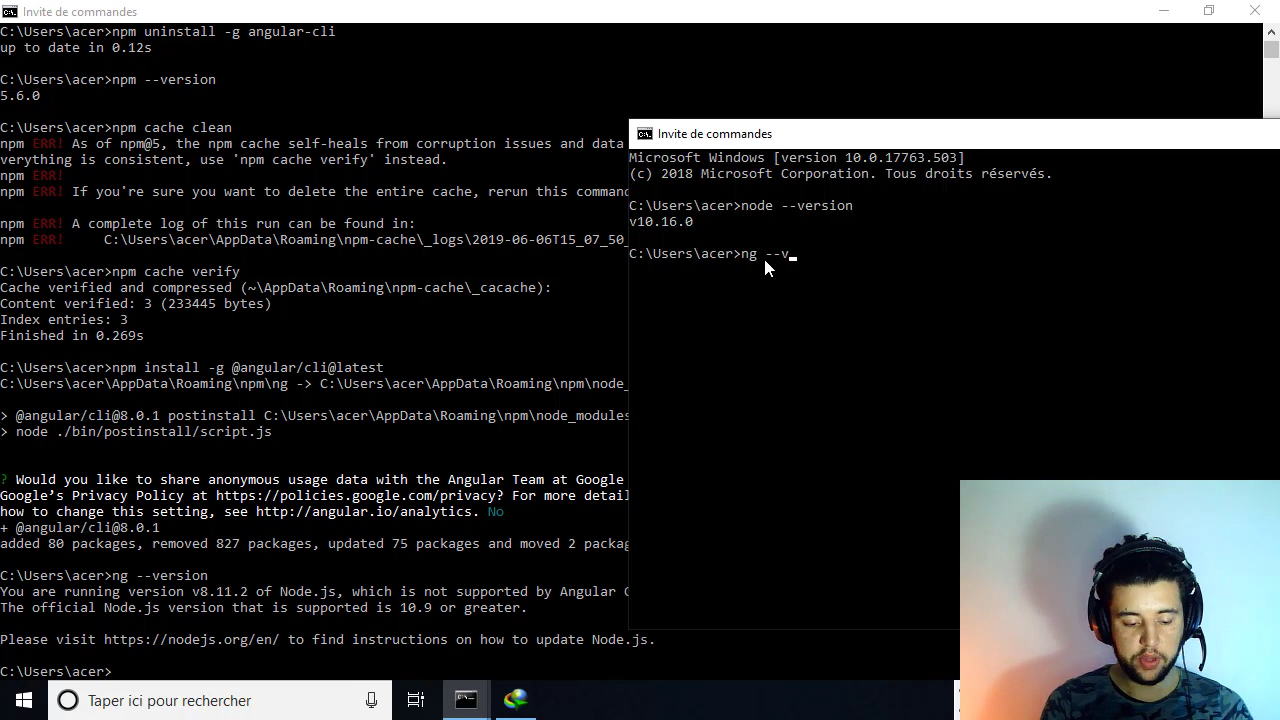 Invite de commandes
C:\Users\acer>npm uninstall -g angular-cli
up to date in 0.12s
C:\Users\acer>npm --version
5.6.0
C:\Users\acer>npm cache clean
npm ERR! As of npm@5, the npm cache self-heals from corruption issues and data
verything is consistent, use 'npm cache verify' instead.
npm ERR!
npm ERR! If you're sure you want to delete the entire cache, rerun this comman
npm ERR! A complete log of this run can be found in:
npm ERR!     C:\Users\acer\AppData\Roaming\npm-cache\_logs\2019-06-06T15_07_50_
C:\Users\acer>npm cache verify
Cache verified and compressed (~\AppData\Roaming\npm-cache\_cacache):
Content verified: 3 (233445 bytes)
Index entries: 3
Finished in 0.269s
C:\Users\acer>npm install -g @angular/cli@latest
C:\Users\acer\AppData\Roaming\npm\ng -> C:\Users\acer\AppData\Roaming\npm\node_
> @angular/cli@8.0.1 postinstall C:\Users\acer\AppData\Roaming\npm\node_modules
> node ./bin/postinstall/script.js
? Would you like to share anonymous usage data with the Angular Team at Google
Google’s Privacy Policy at https://policies.google.com/privacy? For more detail
how to change this setting, see http://angular.io/analytics. No
+ @angular/cli@8.0.1
added 80 packages, removed 827 packages, updated 75 packages and moved 2 packag
C:\Users\acer>ng --version
You are running version v8.11.2 of Node.js, which is not supported by Angular C
The official Node.js version that is supported is 10.9 or greater.
Please visit https://nodejs.org/en/ to find instructions on how to update Node.js.
C:\Users\acer>
Invite de commandes
Microsoft Windows [version 10.0.17763.503]
(c) 2018 Microsoft Corporation. Tous droits réservés.
C:\Users\acer>node --version
v10.16.0
C:\Users\acer>ng --v_
Taper ici pour rechercher